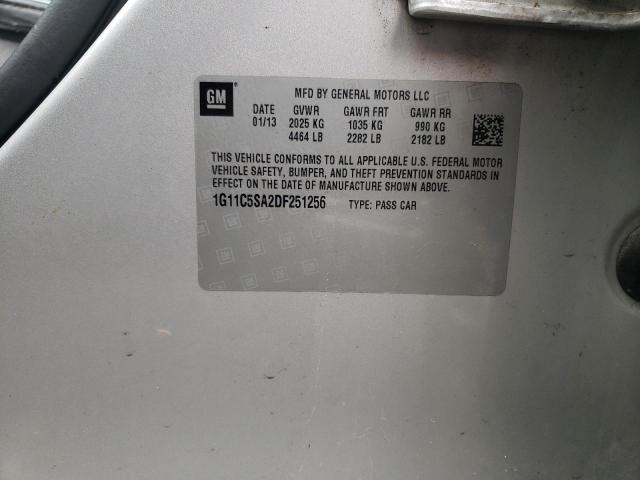 GM
MFD BY GENERAL MOTORS LLC
DATE GVWR GAWR FRT GAWR RR
01/13 2025 KG 1035 KG 990 KG
4464 LB 2282 LB 2182 LB
THIS VEHICLE CONFORMS TO ALL APPLICABLE U.S. FEDERAL MOTOR
VEHICLE SAFETY, BUMPER, AND THEFT PREVENTION STANDARDS
IN EFFECT ON THE DATE OF MANUFACTURE SHOWN ABOVE.
1G11C5SA2DF251256 TYPE: PASS CAR